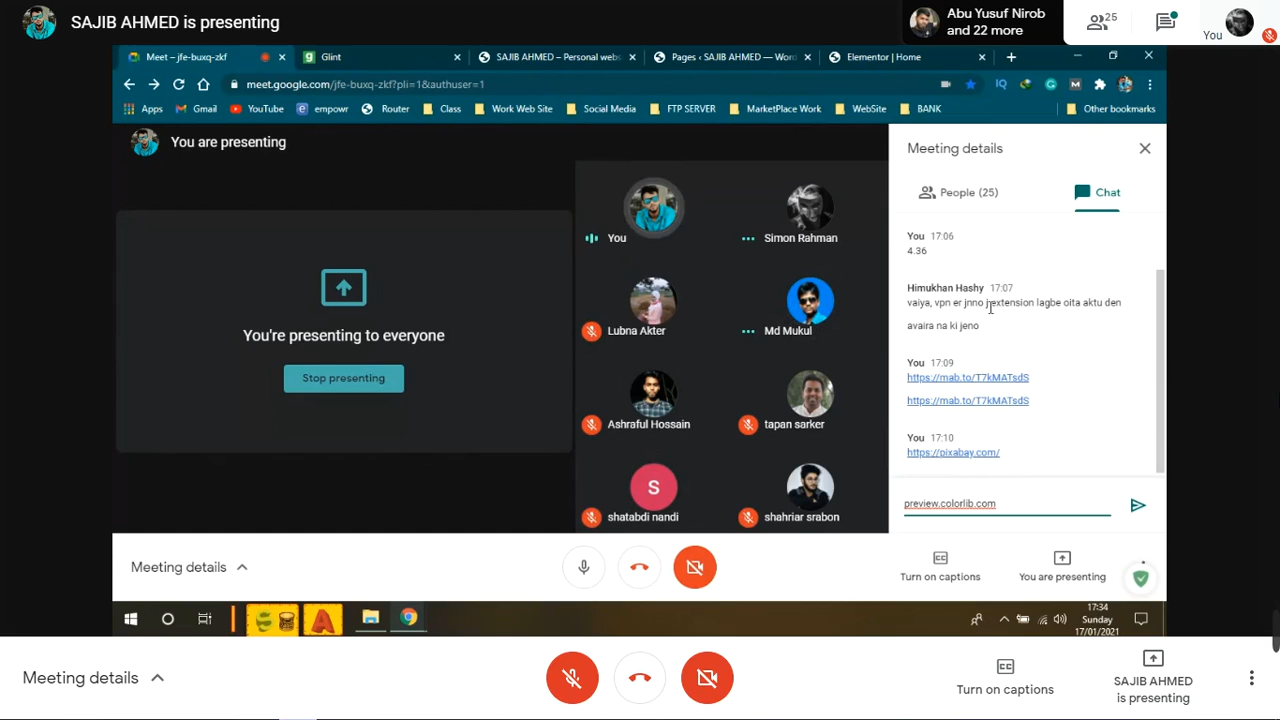 SAJIB AHMED is presenting
Abu Yusuf Nirob
and 22 more
25
You
Meet – jfe-buxq-zkf
Glint
SAJIB AHMED – Personal webs
Pages ‹ SAJIB AHMED — Word
Elementor | Home
meet.google.com/jfe-buxq-zkf?pli=1&authuser=1
Apps
Gmail
YouTube
empowr
Router
Class
Work Web Site
Social Media
FTP SERVER
MarketPlace Work
WebSite
BANK
Other bookmarks
You are presenting
You're presenting to everyone
Stop presenting
You
Simon Rahman
Lubna Akter
Md Mukul
Ashraful Hossain
tapan sarker
S
shatabdi nandi
shahriar srabon
Meeting details
People (25)
Chat
You 17:06
4.36
Himukhan Hashy 17:07
vaiya, vpn er jnno j extension lagbe oita aktu den
avaira na ki jeno
You 17:09
https://mab.to/T7kMATsdS
https://mab.to/T7kMATsdS
You 17:10
https://pixabay.com/
preview.colorlib.com
Meeting details
Turn on captions
You are presenting
17:34
Sunday
17/01/2021
Meeting details
Turn on captions
SAJIB AHMED
is presenting